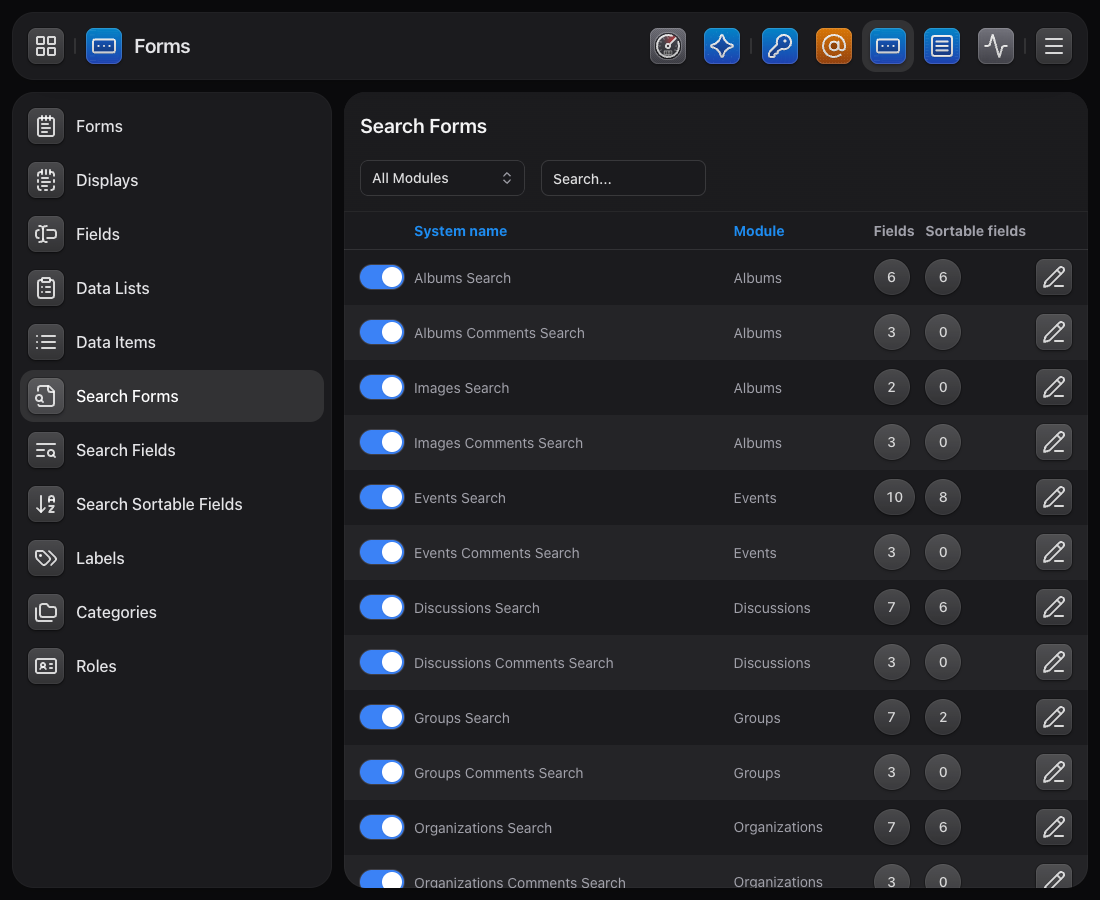 Forms
Forms
Displays
Fields
Data Lists
Data Items
Search Forms
Search Fields
Search Sortable Fields
Labels
Categories
Roles
Search Forms
All Modules Search...
System name Module Fields Sortable fields
Albums Search Albums 6 6
Albums Comments Search Albums 3 0
Images Search Albums 2 0
Images Comments Search Albums 3 0
Events Search Events 10 8
Events Comments Search Events 3 0
Discussions Search Discussions 7 6
Discussions Comments Search Discussions 3 0
Groups Search Groups 7 2
Groups Comments Search Groups 3 0
Organizations Search Organizations 7 6
Organizations Comments Search Organizations 3 0